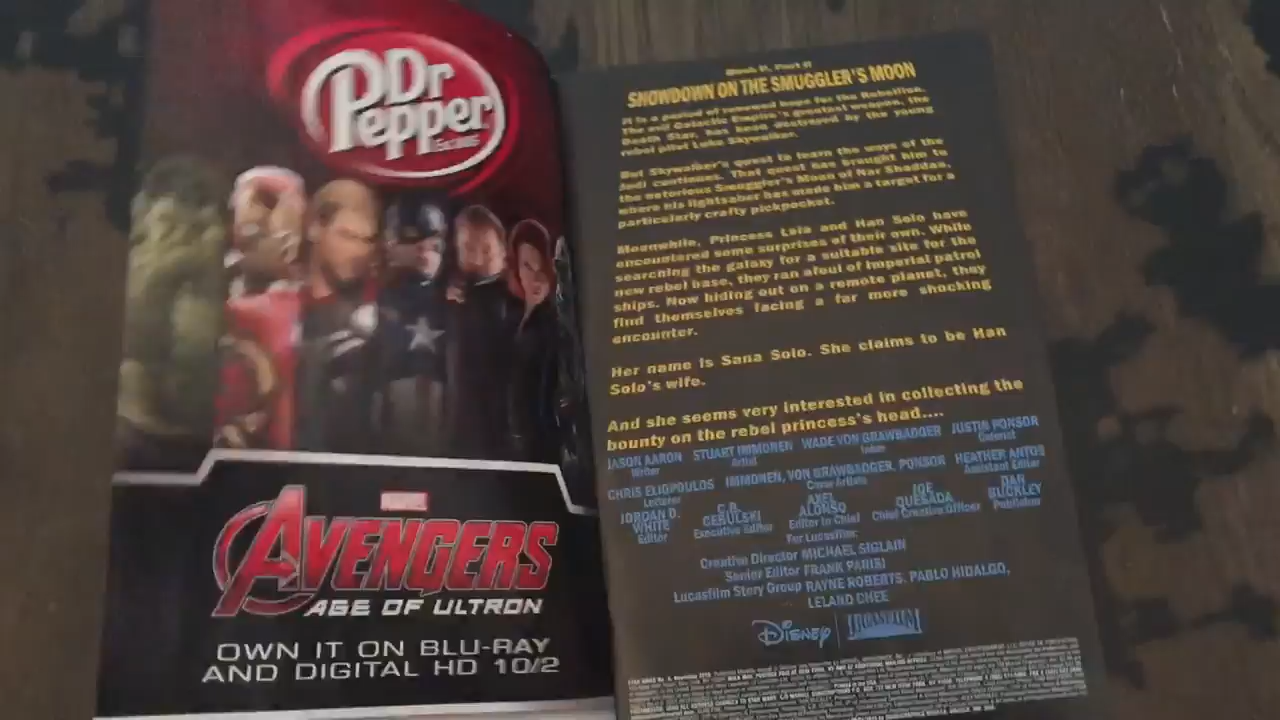 Dr
Pepper
MARVEL
AVENGERS
AGE OF ULTRON
OWN IT ON BLU-RAY
AND DIGITAL HD 10/2
Book II, Part II
SHOWDOWN ON THE SMUGGLER'S MOON
It is a period of renewed hope for the Rebellion.
The evil Galactic Empire's greatest weapon, the
Death Star, has been destroyed by the young
rebel pilot Luke Skywalker.
But Skywalker's quest to learn the ways of the
Jedi continues. That quest has brought him to
the notorious Smuggler's Moon of Nar Shaddaa,
where his lightsaber has made him a target for a
particularly crafty pickpocket.
Meanwhile, Princess Leia and Han Solo have
encountered some surprises of their own. While
searching the galaxy for a suitable site for the
new rebel base, they ran afoul of Imperial patrol
ships. Now hiding out on a remote planet, they
find themselves facing a far more shocking
encounter.
Her name is Sana Solo. She claims to be Han
Solo's wife.
And she seems very interested in collecting the
bounty on the rebel princess's head....
JASON AARON STUART IMMONEN WADE VON GRAWBADGER JUSTIN PONSOR
Writer Artist Inker Colorist
CHRIS ELIOPOULOS IMMONEN, VON GRAWBADGER, PONSOR HEATHER ANTOS
Letterer Cover Artists Assistant Editor
JORDAN D. C.B. AXEL JOE DAN
WHITE CEBULSKI ALONSO QUESADA BUCKLEY
Editor Executive Editor Editor In Chief Chief Creative Officer Publisher
For Lucasfilm:
Creative Director MICHAEL SIGLAIN
Senior Editor FRANK PARISI
Lucasfilm Story Group RAYNE ROBERTS, PABLO HIDALGO,
LELAND CHEE
DISNEY LUCASFILM